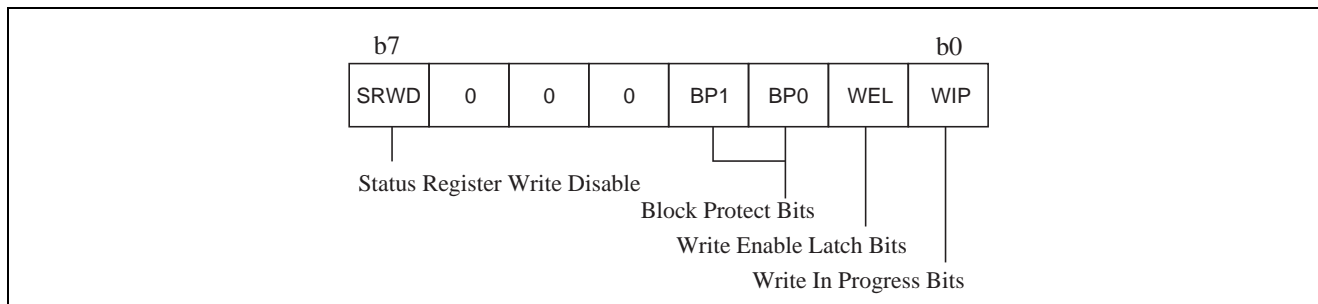 b7 b0
SRWD 0 0 0 BP1 BP0 WEL WIP
Status Register Write Disable
Block Protect Bits
Write Enable Latch Bits
Write In Progress Bits